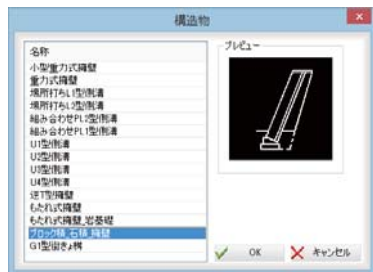 構造物
名称
プレビュー
小型重力式擁壁
重力式擁壁
場所打ちL1型側溝
場所打ちL2型側溝
組み合わせPL2型側溝
組み合わせPL1型側溝
U1型側溝
U2型側溝
U3型側溝
U4型側溝
逆T型擁壁
もたれ式擁壁
もたれ式擁壁_岩基礎
ブロック積_石積_擁壁
G1型固きょ桝
OK
キャンセル